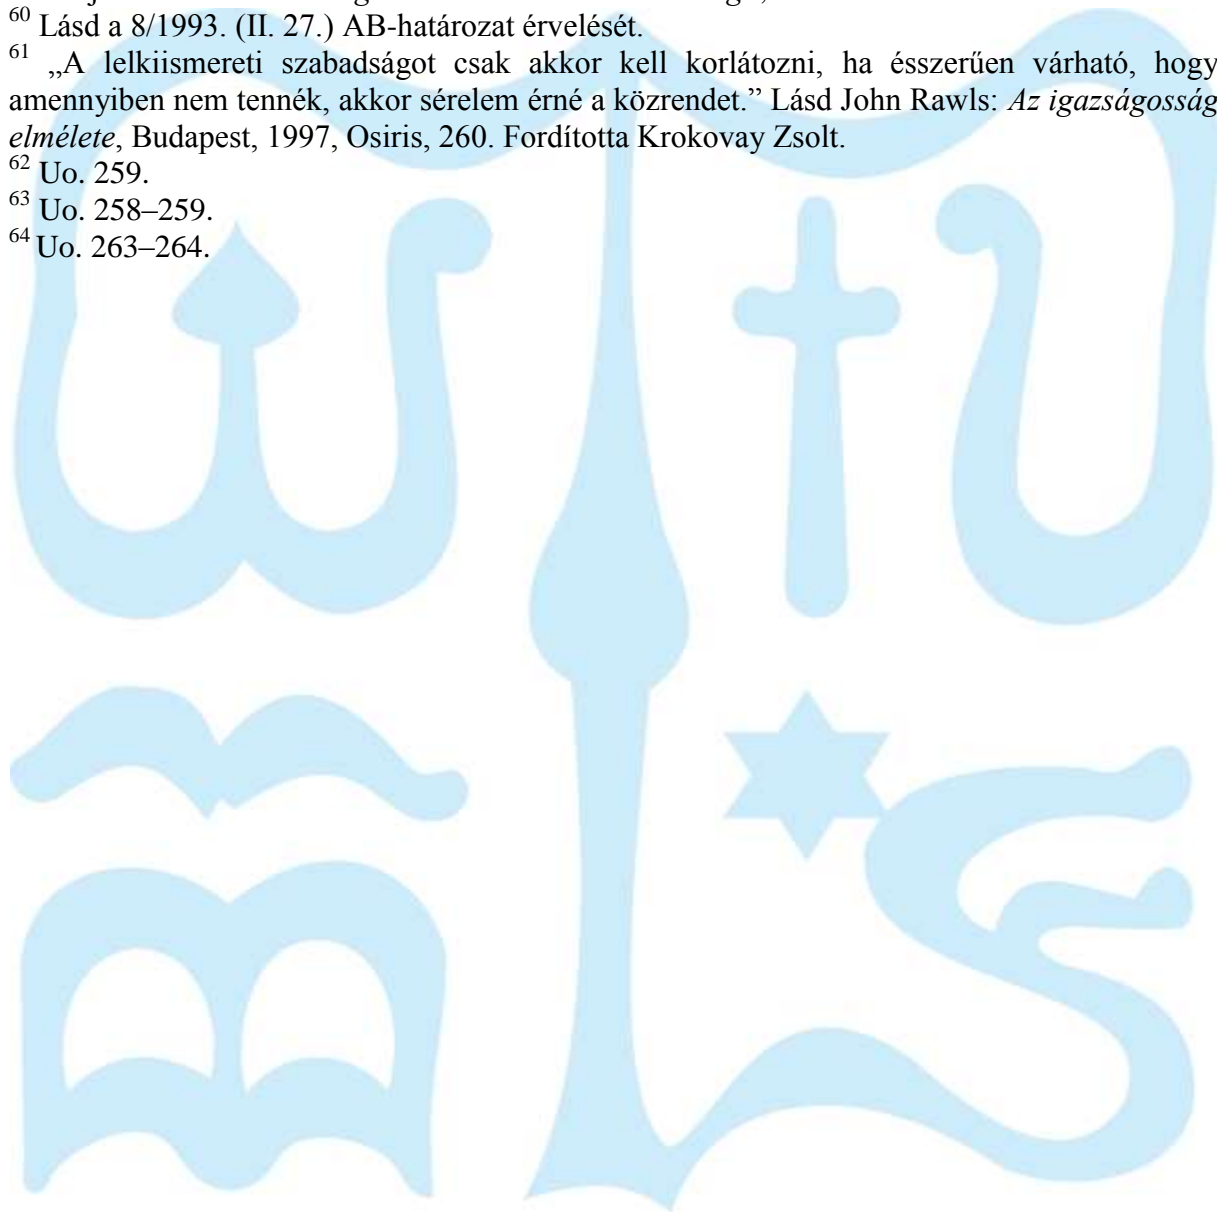 60 Lásd a 8/1993. (II. 27.) AB-határozat érvelését.
61 „A lelkiismereti szabadságot csak akkor kell korlátozni, ha ésszerűen várható, hogy
amennyiben nem tennék, akkor sérelem érné a közrendet.” Lásd John Rawls: Az igazságosság
elmélete, Budapest, 1997, Osiris, 260. Fordította Krokovay Zsolt.
62 Uo. 259.
63 Uo. 258–259.
64 Uo. 263–264.